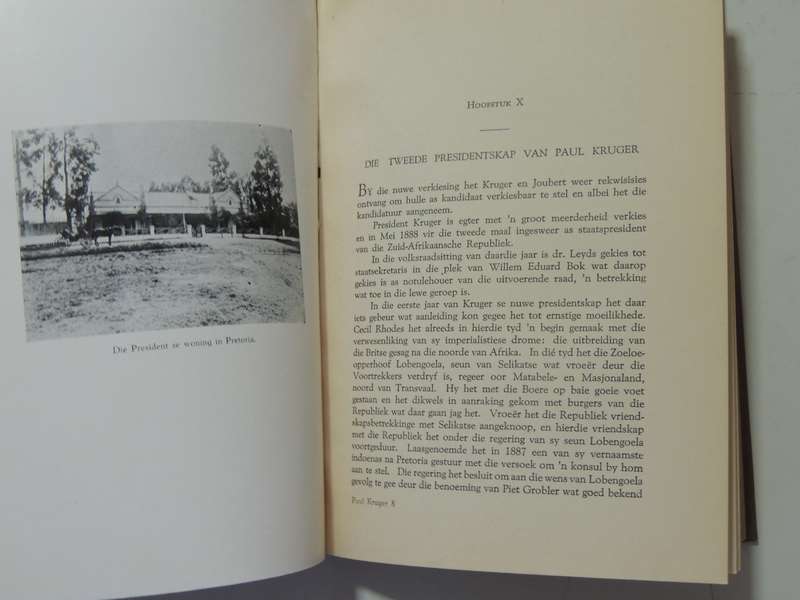 Die President se woning in Pretoria.
Hoofstuk X
DIE TWEEDE PRESIDENTSKAP VAN PAUL KRUGER
By die nuwe verkiesing het Kruger en Joubert weer rekwisisies
ontvang om hulle as kandidaat verkiesbaar te stel en albei het die
kandidatuur aangeneem.
President Kruger is egter met 'n groot meerderheid verkies
en in Mei 1888 vir die tweede maal ingesweer as staatspresident
van die Zuid-Afrikaansche Republiek.
In die volksraadsitting van daardie jaar is dr. Leyds gekies tot
staatsekretaris in die plek van Willem Eduard Bok wat daarop
gekies is as notulehouer van die uitvoerende raad, 'n betrekking
wat toe in die lewe geroep is.
In die eerste jaar van Kruger se nuwe presidentskap het daar
iets gebeur wat aanleiding kon gegee het tot ernstige moeilikhede.
Cecil Rhodes het alreeds in hierdie tyd 'n begin gemaak met die
verwesenliking van sy imperialistiese drome: die uitbreiding van
die Britse gesag na die noorde van Afrika. In dié tyd het die Zoeloe-
opperhoof Lobengoela, seun van Selikatse wat vroeër deur die
Voortrekkers verdryf is, regeer oor Matabele- en Masjonaland,
noord van Transvaal. Hy het met die Boere op baie goeie voet
gestaan en het dikwels in aanraking gekom met burgers van die
Republiek wat daar gaan jag het. Vroeër het die Republiek vriend-
skapsbetrekkinge met Selikatse aangeknoop, en hierdie vriendskap
met die Republiek het onder die regering van sy seun Lobengoela
voortgeduur. Laasgenoemde het in 1887 een van sy vernaamste
indoenas na Pretoria gestuur met die versoek om 'n konsul by hom
aan te stel. Die regering het besluit om aan die wens van Lobengoela
gevolg te gee deur die benoeming van Piet Grobler wat goed bekend
Paul Kruger 8